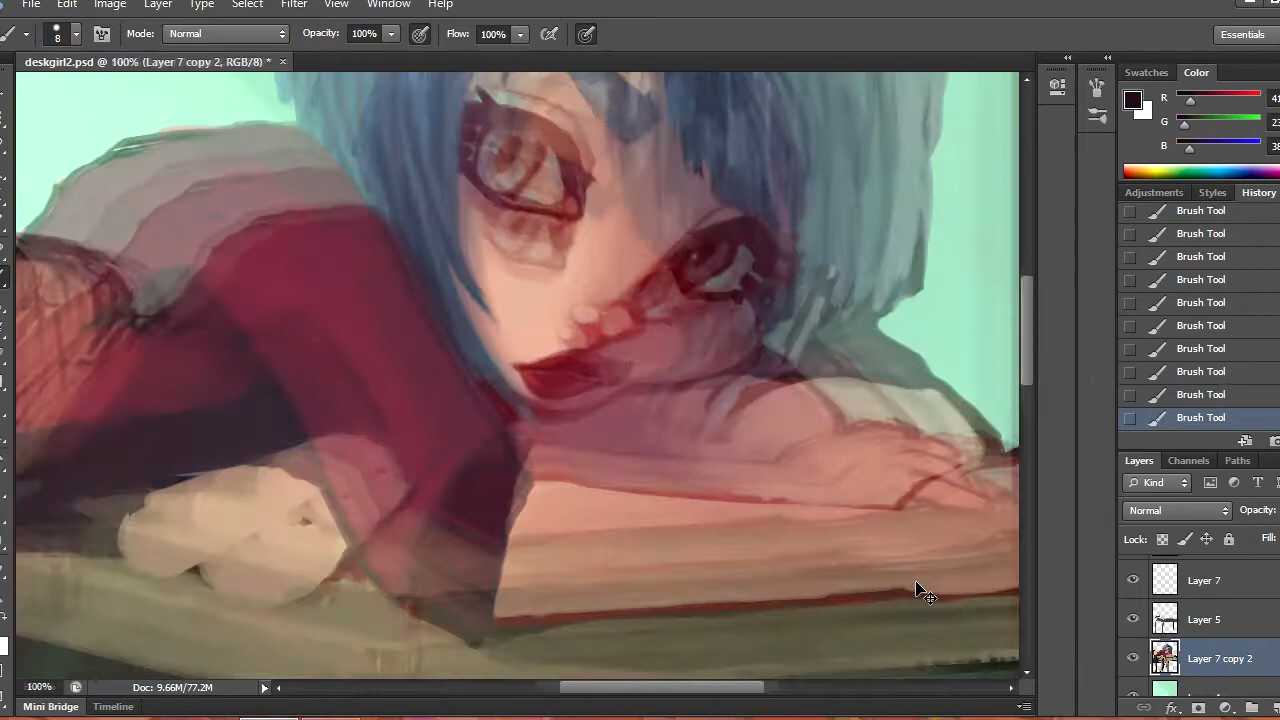 File Edit Image Layer Type Select Filter View Window Help
8 Mode: Normal Opacity: 100% Flow: 100% Essentials
deskgirl2.psd @ 100% (Layer 7 copy 2, RGB/8) * ×
Swatches Color
R 41
G 23
B 38
Adjustments Styles History
Brush Tool
Brush Tool
Brush Tool
Brush Tool
Brush Tool
Brush Tool
Brush Tool
Brush Tool
Brush Tool
Brush Tool
Layers Channels Paths
Kind T
Normal Opacity:
Lock: Fill:
Layer 7
Layer 5
Layer 7 copy 2
100% Doc: 9.66M/77.2M
Mini Bridge Timeline